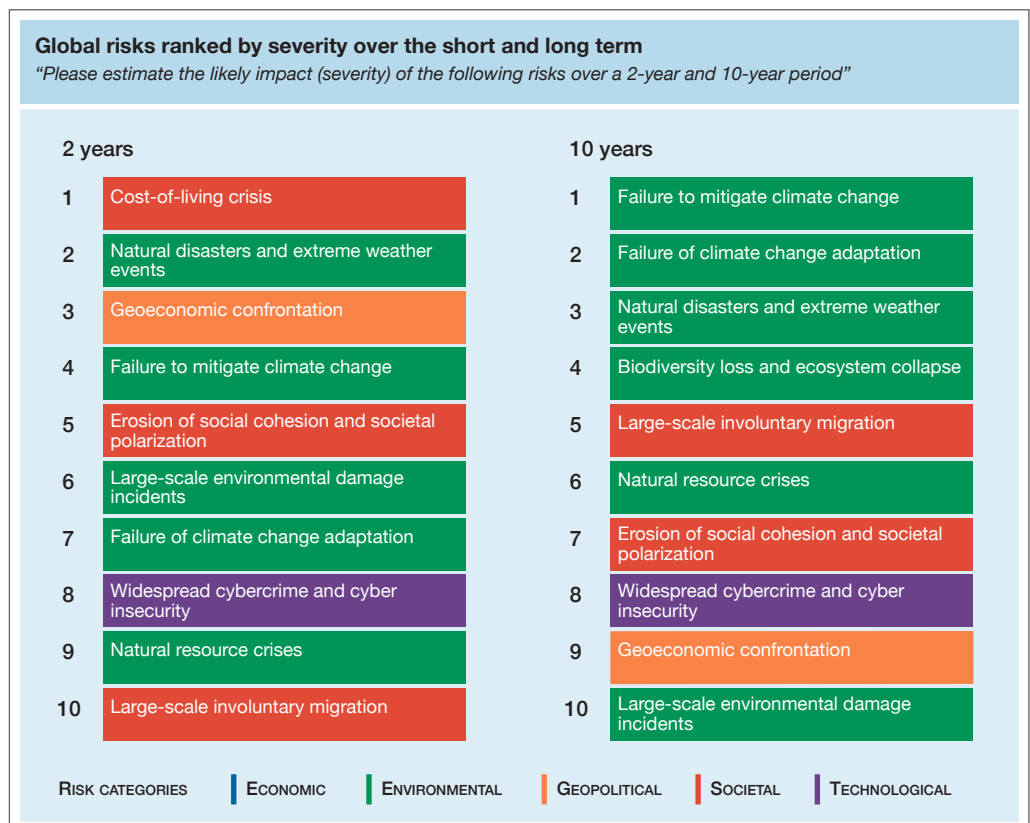 Global risks ranked by severity over the short and long term
“Please estimate the likely impact (severity) of the following risks over a 2-year and 10-year period”
2 years
1 Cost-of-living crisis
2 Natural disasters and extreme weather
events
3 Geoeconomic confrontation
4 Failure to mitigate climate change
5 Erosion of social cohesion and societal
polarization
6 Large-scale environmental damage
incidents
7 Failure of climate change adaptation
8 Widespread cybercrime and cyber
insecurity
9 Natural resource crises
10 Large-scale involuntary migration
10 years
1 Failure to mitigate climate change
2 Failure of climate change adaptation
3 Natural disasters and extreme weather
events
4 Biodiversity loss and ecosystem collapse
5 Large-scale involuntary migration
6 Natural resource crises
7 Erosion of social cohesion and societal
polarization
8 Widespread cybercrime and cyber
insecurity
9 Geoeconomic confrontation
10 Large-scale environmental damage
incidents
RISK CATEGORIES ECONOMIC ENVIRONMENTAL GEOPOLITICAL SOCIETAL TECHNOLOGICAL